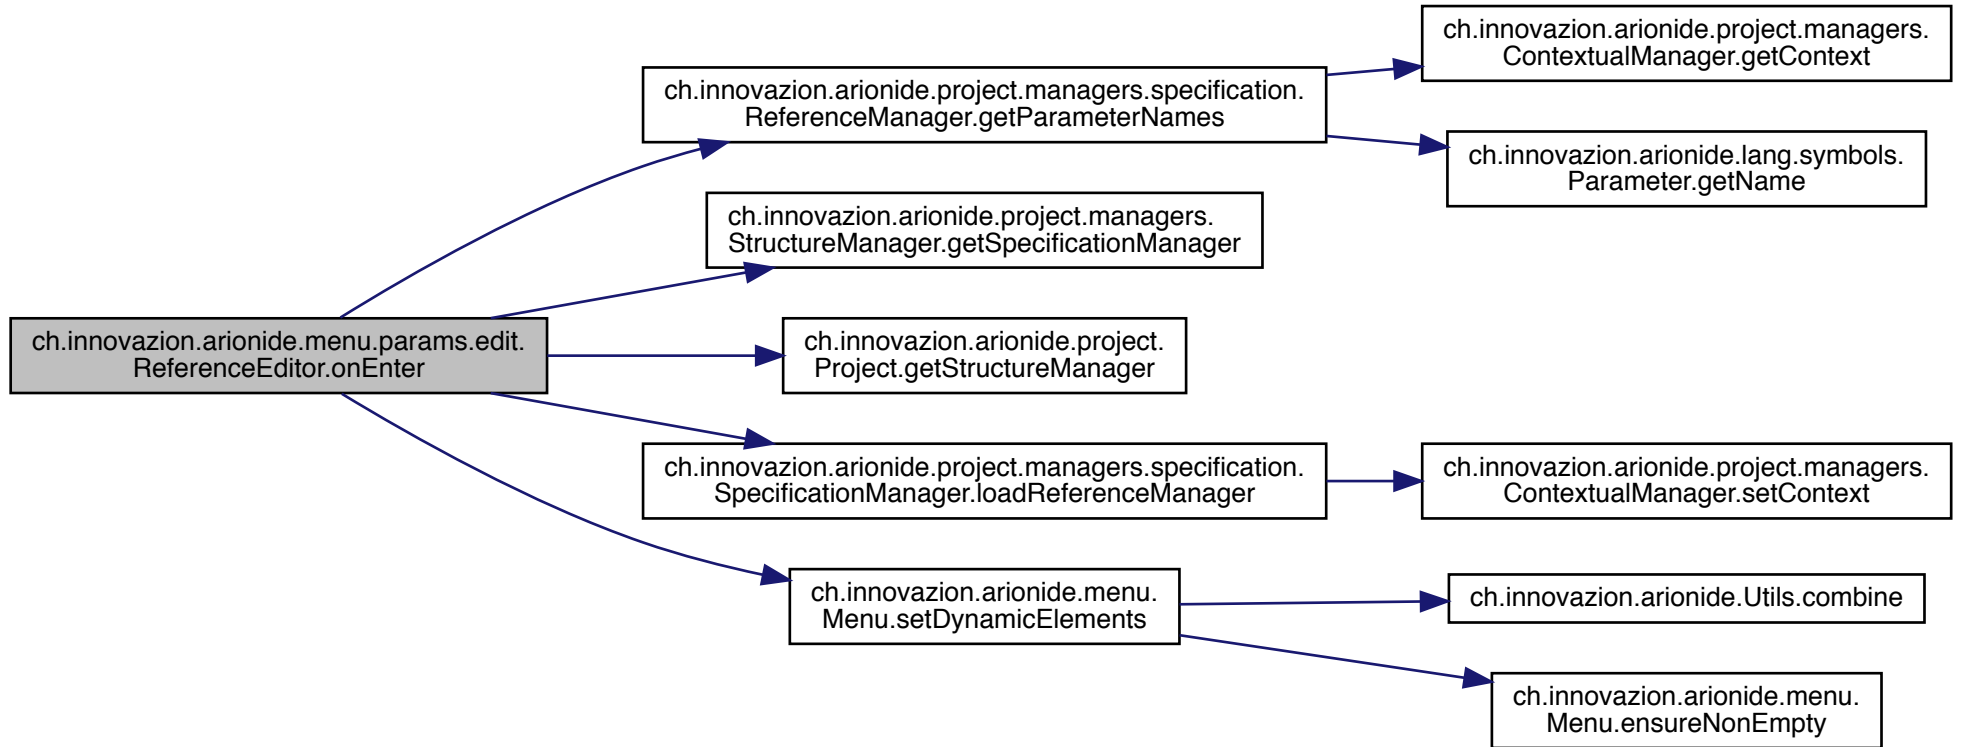 ch.innovazion.arionide.menu.params.edit.
ReferenceEditor.onEnter
ch.innovazion.arionide.project.managers.specification.
ReferenceManager.getParameterNames
ch.innovazion.arionide.project.managers.
ContextualManager.getContext
ch.innovazion.arionide.lang.symbols.
Parameter.getName
ch.innovazion.arionide.project.managers.
StructureManager.getSpecificationManager
ch.innovazion.arionide.project.
Project.getStructureManager
ch.innovazion.arionide.project.managers.specification.
SpecificationManager.loadReferenceManager
ch.innovazion.arionide.project.managers.
ContextualManager.setContext
ch.innovazion.arionide.menu.
Menu.setDynamicElements
ch.innovazion.arionide.Utils.combine
ch.innovazion.arionide.menu.
Menu.ensureNonEmpty